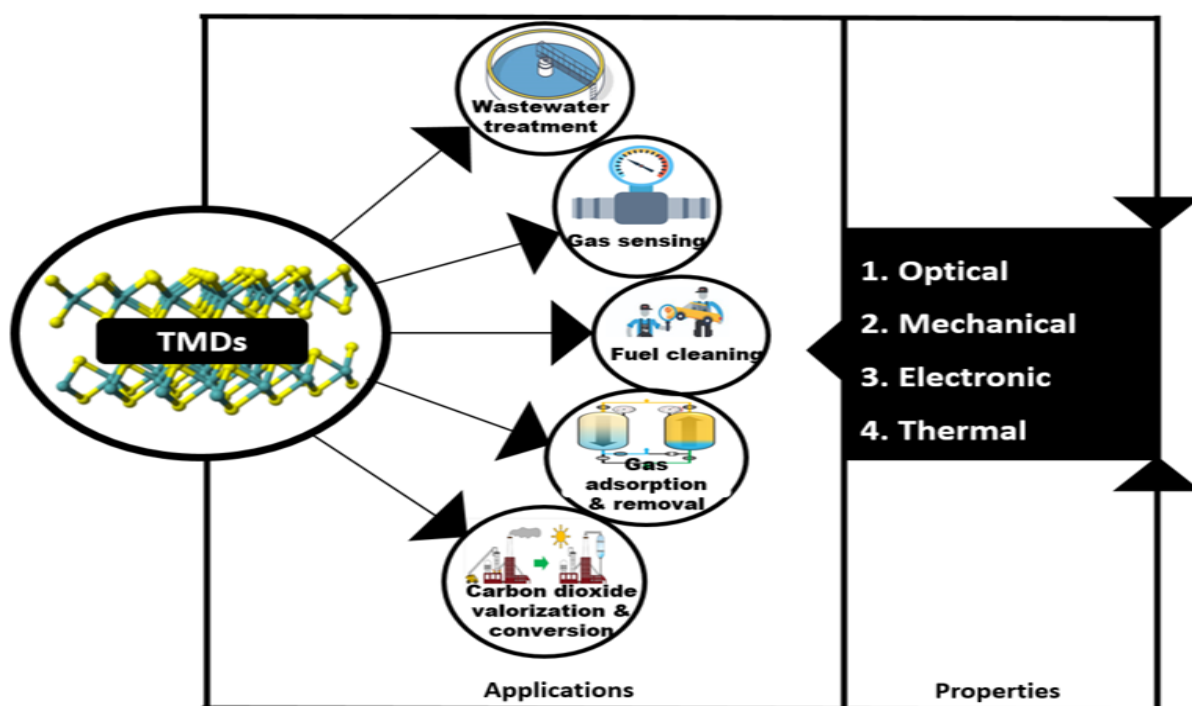 Wastewater
treatment
Gas sensing
TMDs
Fuel cleaning
Gas
adsorption
& removal
Carbon dioxide
valorization &
conversion
1. Optical
2. Mechanical
3. Electronic
4. Thermal
Applications
Properties